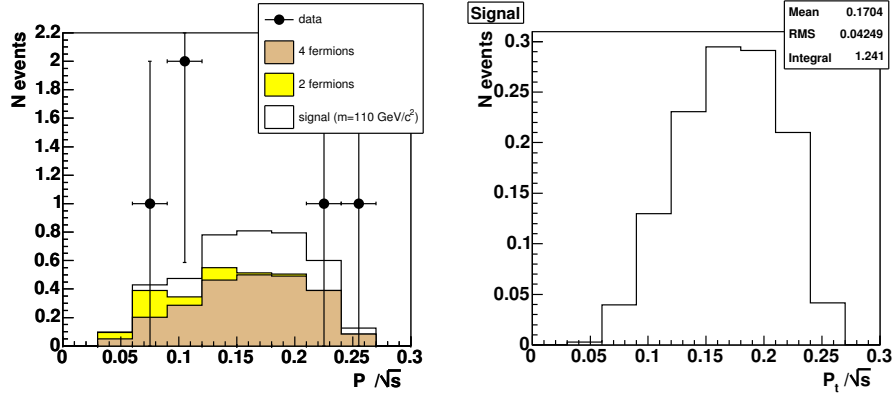 data
4 fermions
2 fermions
signal (m=110 GeV/c²)
N events
2.2
2
1.8
1.6
1.4
1.2
1
0.8
0.6
0.4
0.2
0
0 0.05 0.1 0.15 0.2 0.25 0.3
P /√s
Signal
Mean 0.1704
RMS 0.04249
Integral 1.241
N events
0.3
0.25
0.2
0.15
0.1
0.05
0
0 0.05 0.1 0.15 0.2 0.25 0.3
Pₜ/√s